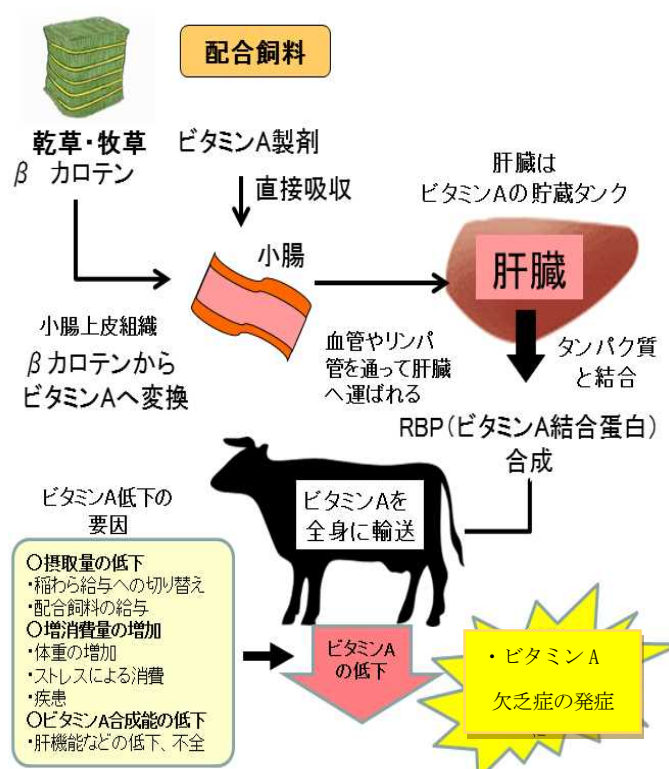 配合飼料
乾草・牧草
β カロテン
ビタミンA製剤
直接吸収
小腸
肝臓は
ビタミンAの貯蔵タンク
肝臓
小腸上皮組織
βカロテンから
ビタミンAへ変換
血管やリンパ
管を通って肝臓
へ運ばれる
タンパク質
と結合
RBP(ビタミンA結合蛋白)
合成
ビタミンAを
全身に輸送
ビタミンA低下の
要因
○摂取量の低下
・稲わら給与への切り替え
・配合飼料の給与
○増消費量の増加
・体重の増加
・ストレスによる消費
・疾患
○ビタミンA合成能の低下
・肝機能などの低下、不全
ビタミンA
の低下
・ビタミンA
欠乏症の発症